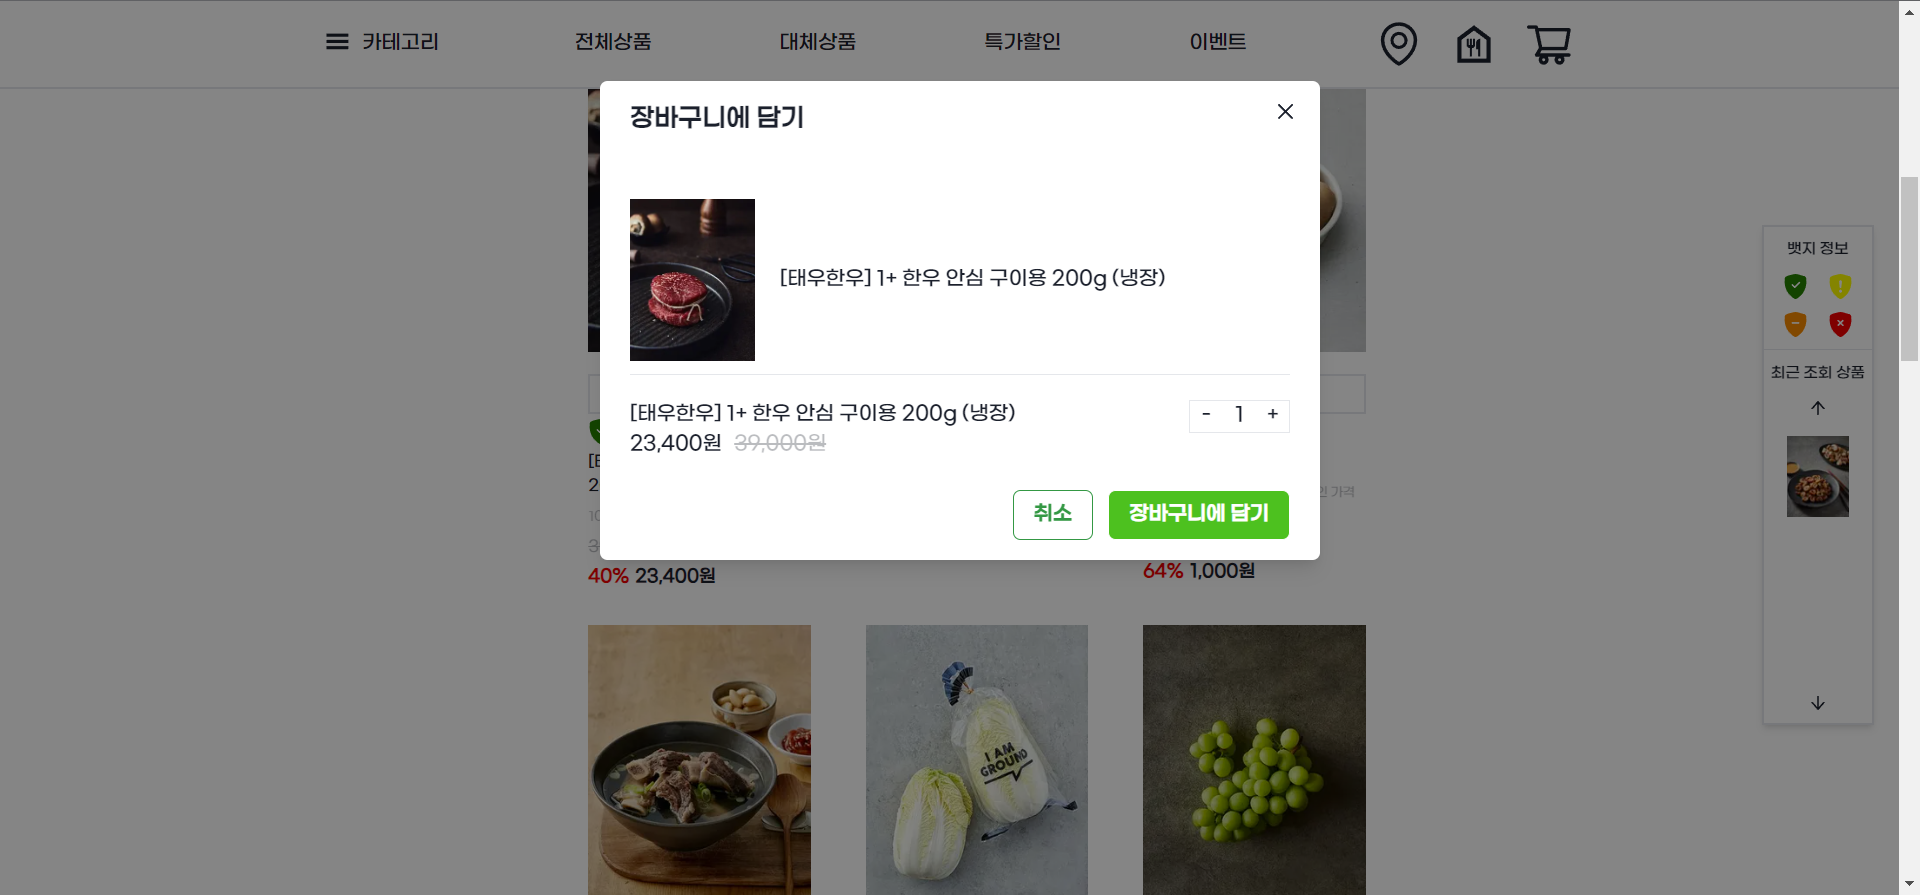 카테고리
전체상품
대체상품
특가할인
이벤트
장바구니에 담기
[태우한우] 1+ 한우 안심 구이용 200g (냉장)
[태우한우] 1+ 한우 안심 구이용 200g (냉장)
- 1 +
23,400원 39,000원
취소
장바구니에 담기
가격
40% 23,400원
64% 1,000원
뱃지 정보
최근 조회 상품
I AM
GROUND